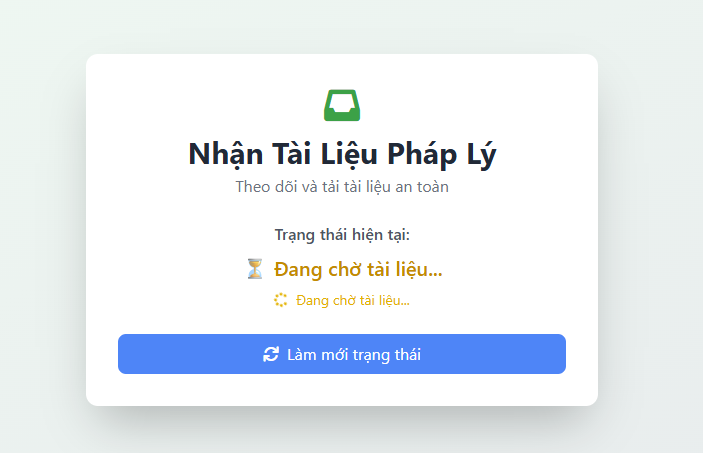 Nhận Tài Liệu Pháp Lý
Theo dõi và tải tài liệu an toàn
Trạng thái hiện tại:
⏳ Đang chờ tài liệu...
Đang chờ tài liệu...
Làm mới trạng thái